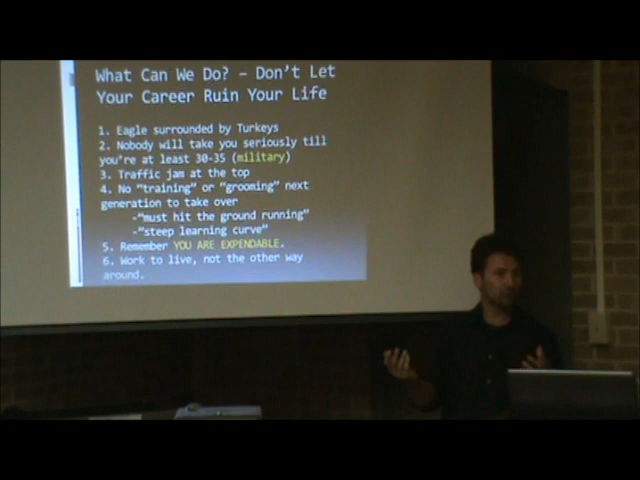 What Can We Do? – Don't Let
Your Career Ruin Your Life
1. Eagle surrounded by Turkeys
2. Nobody will take you seriously till
you're at least 30-35 (military)
3. Traffic jam at the top
4. No “training” or “grooming” next
generation to take over
-“must hit the ground running”
-“steep learning curve”
5. Remember YOU ARE EXPENDABLE.
6. Work to live, not the other way
around.